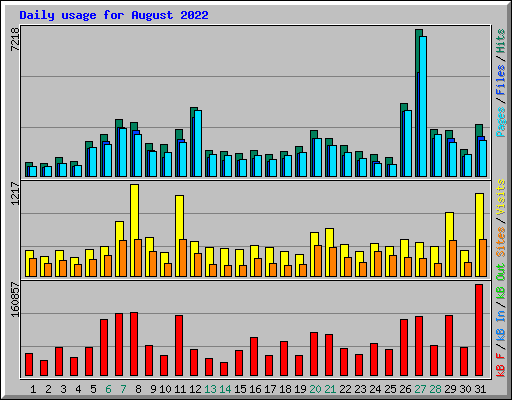 Daily usage for August 2022
7218
1217
160857
Pages / Files / Hits
Sites / Visits
kB F / kB In / kB Out
1 2 3 4 5 6 7 8 9 10 11 12 13 14 15 16 17 18 19 20 21 22 23 24 25 26 27 28 29 30 31